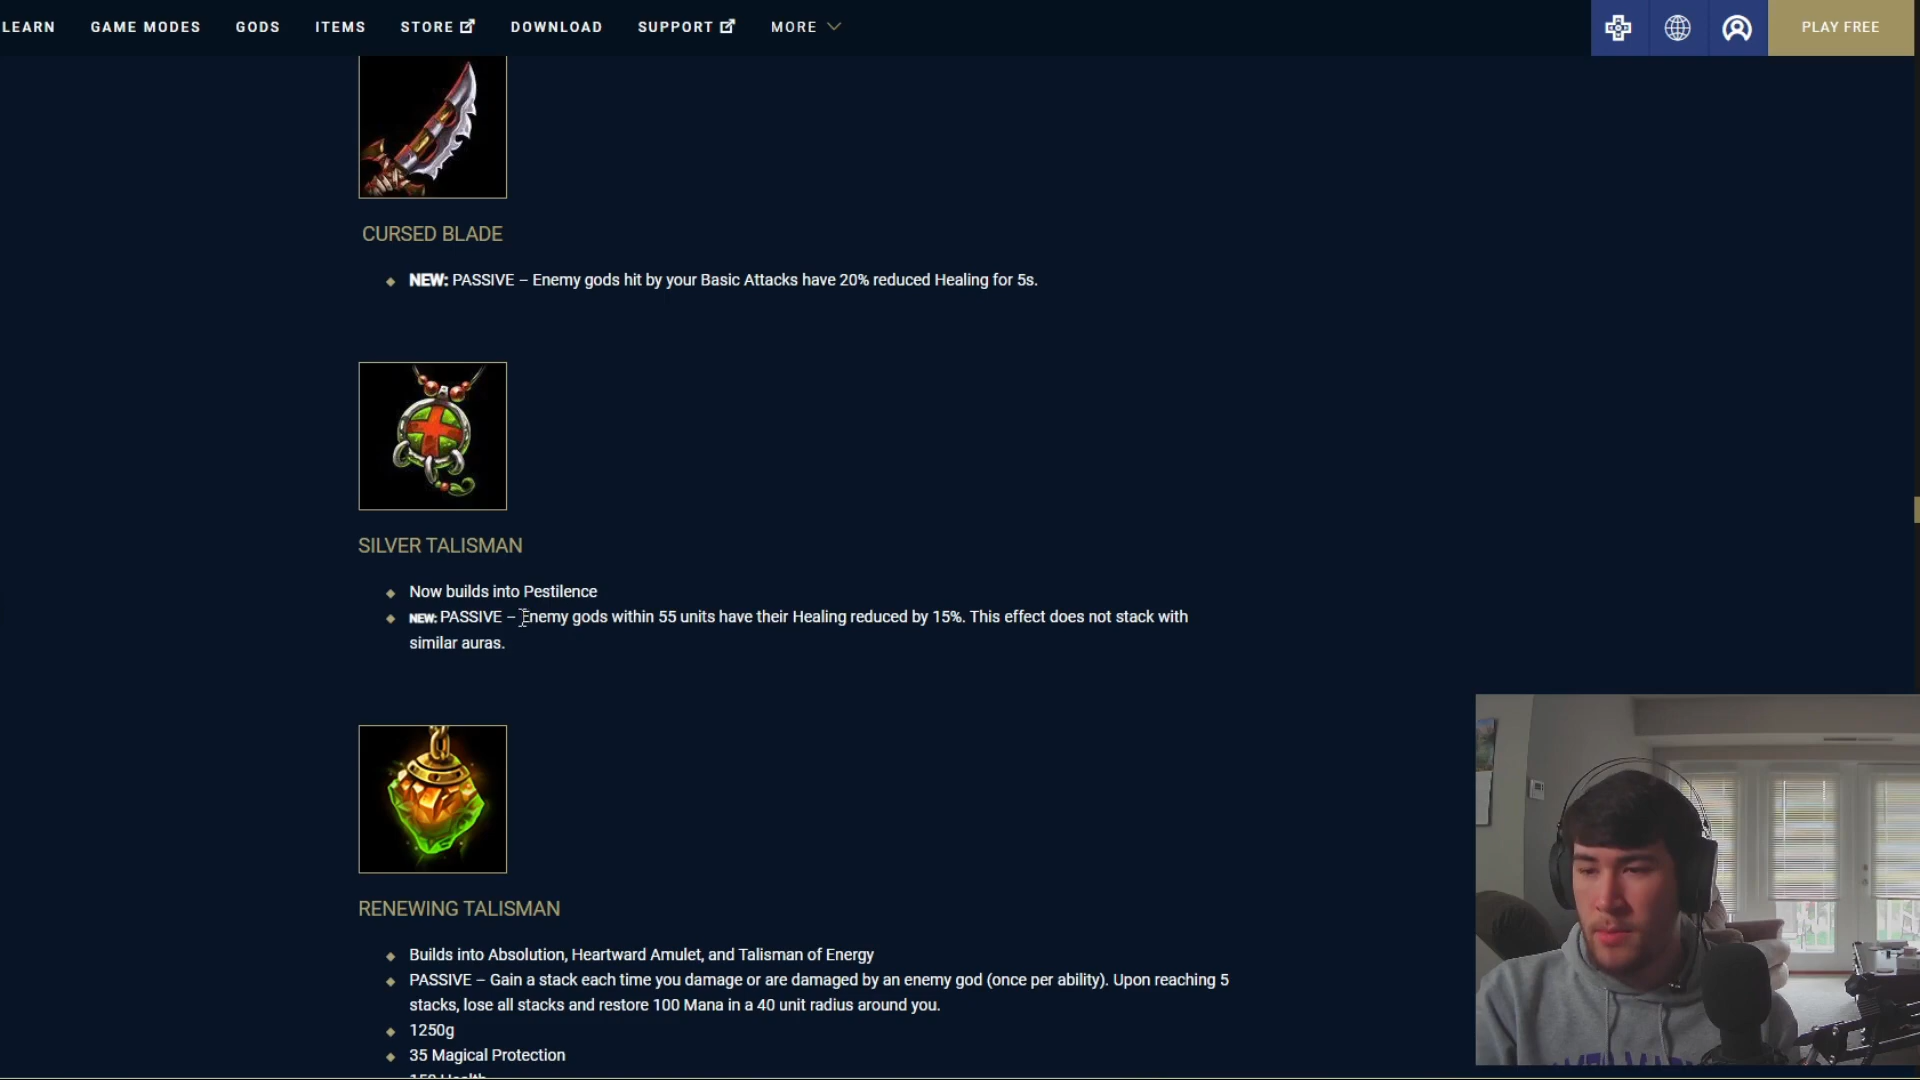 LEARN GAME MODES GODS ITEMS STORE DOWNLOAD SUPPORT MORE PLAY FREE
CURSED BLADE
NEW: PASSIVE – Enemy gods hit by your Basic Attacks have 20% reduced Healing for 5s.
SILVER TALISMAN
Now builds into Pestilence
NEW: PASSIVE – Enemy gods within 55 units have their Healing reduced by 15%. This effect does not stack with
similar auras.
RENEWING TALISMAN
Builds into Absolution, Heartward Amulet, and Talisman of Energy
PASSIVE – Gain a stack each time you damage or are damaged by an enemy god (once per ability). Upon reaching 5
stacks, lose all stacks and restore 100 Mana in a 40 unit radius around you.
1250g
35 Magical Protection